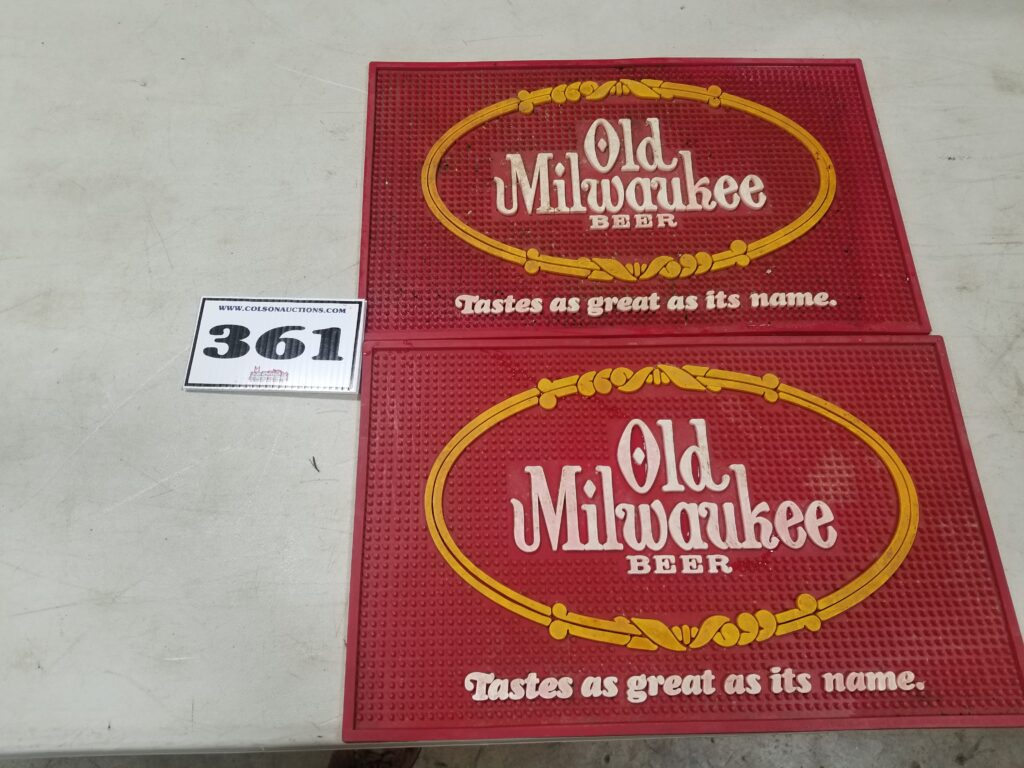 Old
Milwaukee
BEER
Tastes as great as its name.
WWW.COLSONAUCTIONS.COM
361
Old
Milwaukee
BEER
Tastes as great as its name.